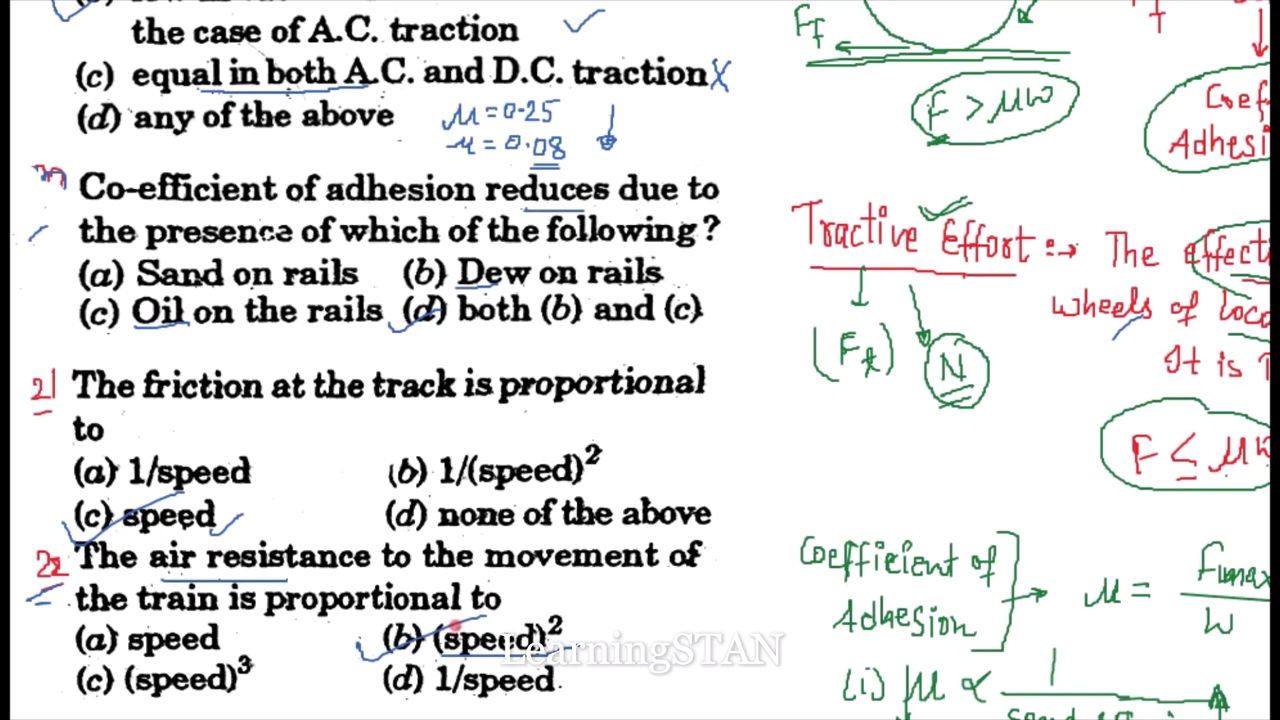 the case of A.C. traction
(c) equal in both A.C. and D.C. traction X
(d) any of the above
μ = 0.25
μ = 0.08
Co-efficient of adhesion reduces due to
the presence of which of the following ?
(a) Sand on rails (b) Dew on rails
(c) Oil on the rails (d) both (b) and (c)
21
The friction at the track is proportional
to
(a) 1/speed (b) 1/(speed)²
(c) speed (d) none of the above
22
The air resistance to the movement of
the train is proportional to
(a) speed (b) (speed)²
(c) (speed)³ (d) 1/speed.
LearningSTAN
Ff
F > μW
Adhesi
Tractive Effort :→ The effecti
wheels of loco
(Ft) N
It is
F ≤ μW
Coefficient of
Adhesion
→ μ = Fmax / W
(i) μ ∝ 1